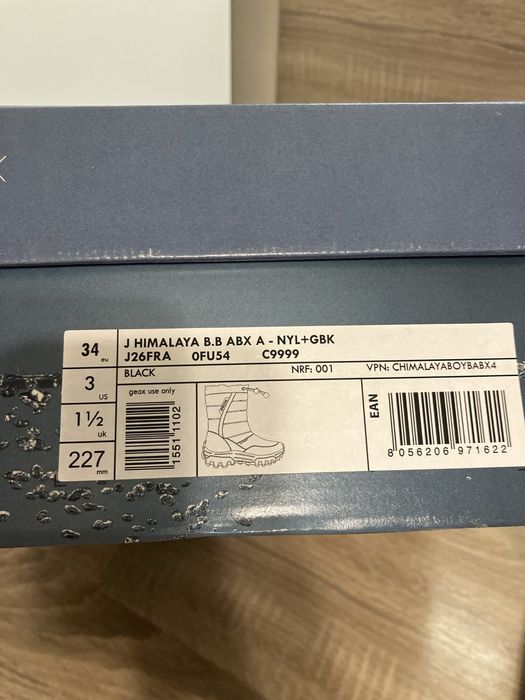 34 eu
J HIMALAYA B.B ABX A - NYL+GBK
J26FRA 0FU54 C9999
3 US
BLACK NRF: 001 VPN: CHIMALAYABOYBABX4
1½ uk
geox use only
1551 1102
EAN
227 mm
8 056206 971622